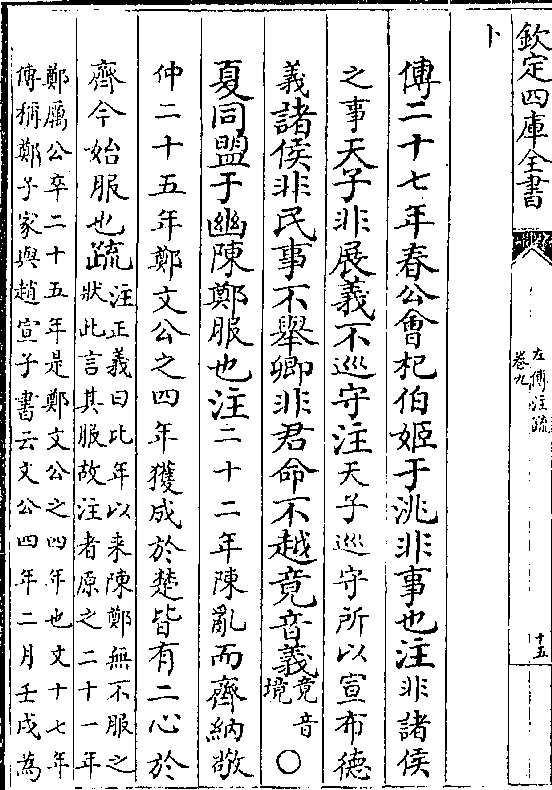 欽定四庫全書
左傳注疏
卷九
十五
卜
傳二十七年春公會杞伯姬于洮非事也注非諸侯
之事天子非展義不巡守注天子巡守所以宣布德
義諸侯非民事不舉卿非君命不越竟音義竟音
境〇
夏同盟于幽陳鄭服也注二十二年陳亂而齊納敬
仲二十五年鄭文公之四年獲成於楚皆有二心於
齊今始服也疏注正義曰比年以来陳鄭無不服之
狀此言其服故注者原之二十一年
鄭厲公卒二十五年是鄭文公之四年也文十七年
傳稱鄭子家與趙宣子書云文公四年二月壬戌為